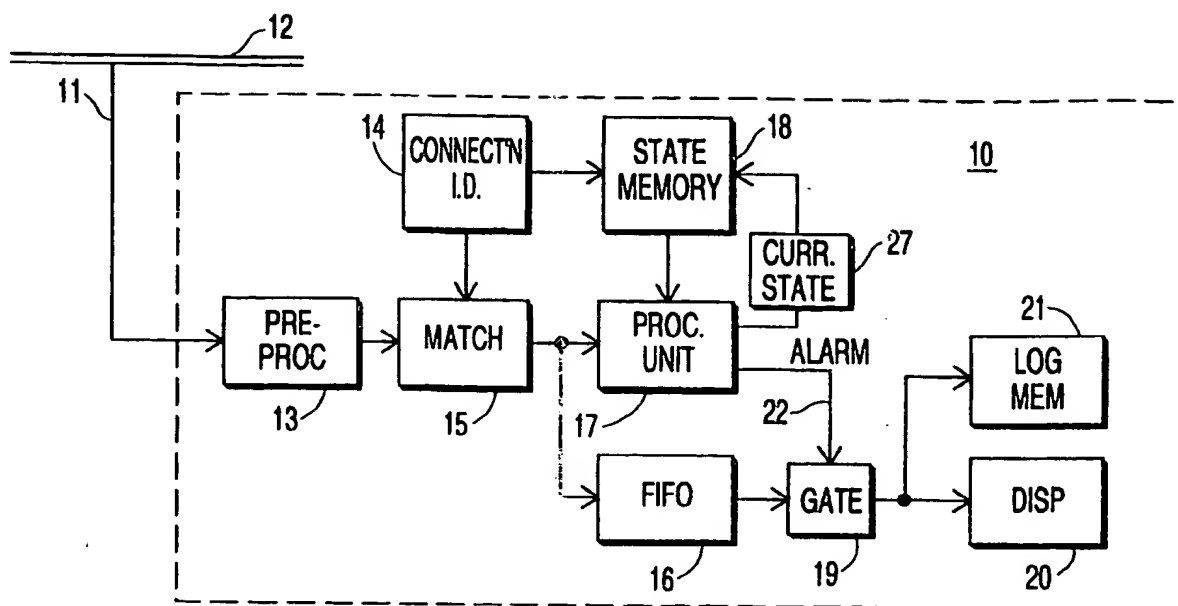 12
11
14
CONNECT'N
I.D.
STATE
MEMORY
18
10
CURR.
STATE
27
PRE-
PROC
13
MATCH
15
PROC.
UNIT
17
ALARM
22
21
LOG
MEM
FIFO
16
GATE
19
DISP
20